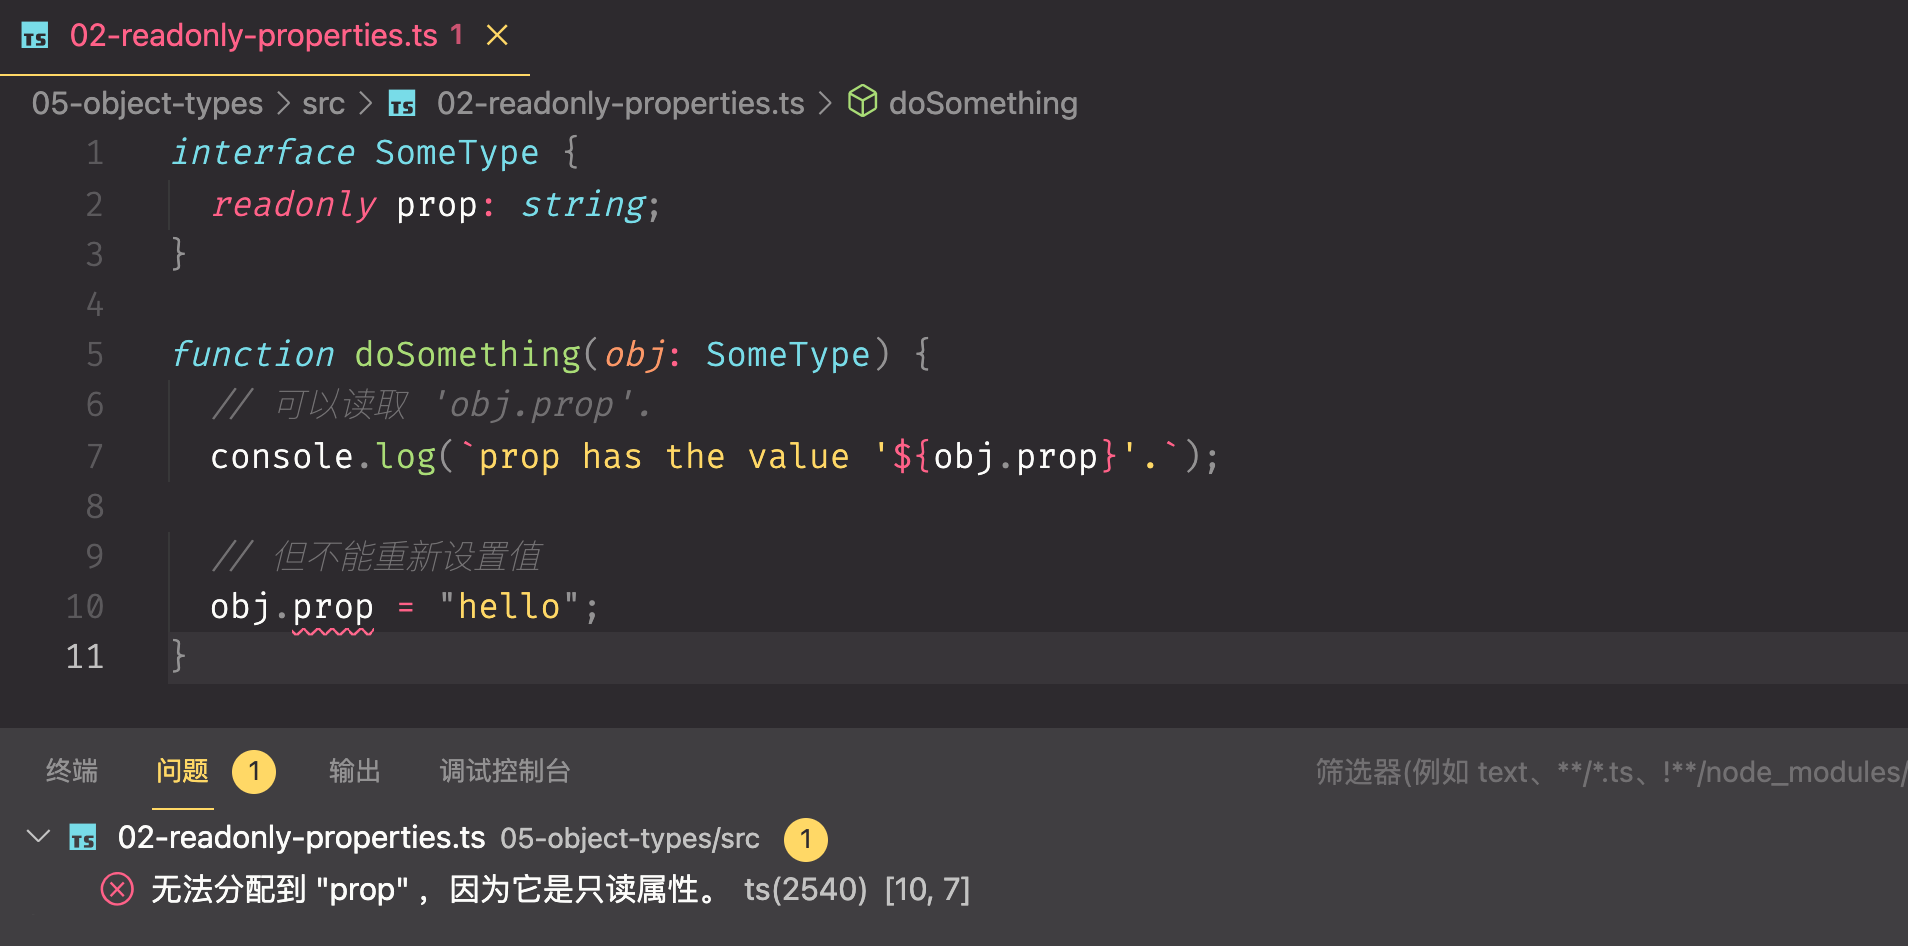 TS 02-readonly-properties.ts 1
05-object-types > src > TS 02-readonly-properties.ts > doSomething
1 interface SomeType {
2 readonly prop: string;
3 }
4
5 function doSomething(obj: SomeType) {
6 // 可以读取 'obj.prop'.
7 console.log(`prop has the value '${obj.prop}'.`);
8
9 // 但不能重新设置值
10 obj.prop = "hello";
11 }
终端 问题 1 输出 调试控制台 筛选器(例如 text、**/*.ts、!**/node_modules/
TS 02-readonly-properties.ts 05-object-types/src 1
无法分配到 "prop" ，因为它是只读属性。 ts(2540) [10, 7]